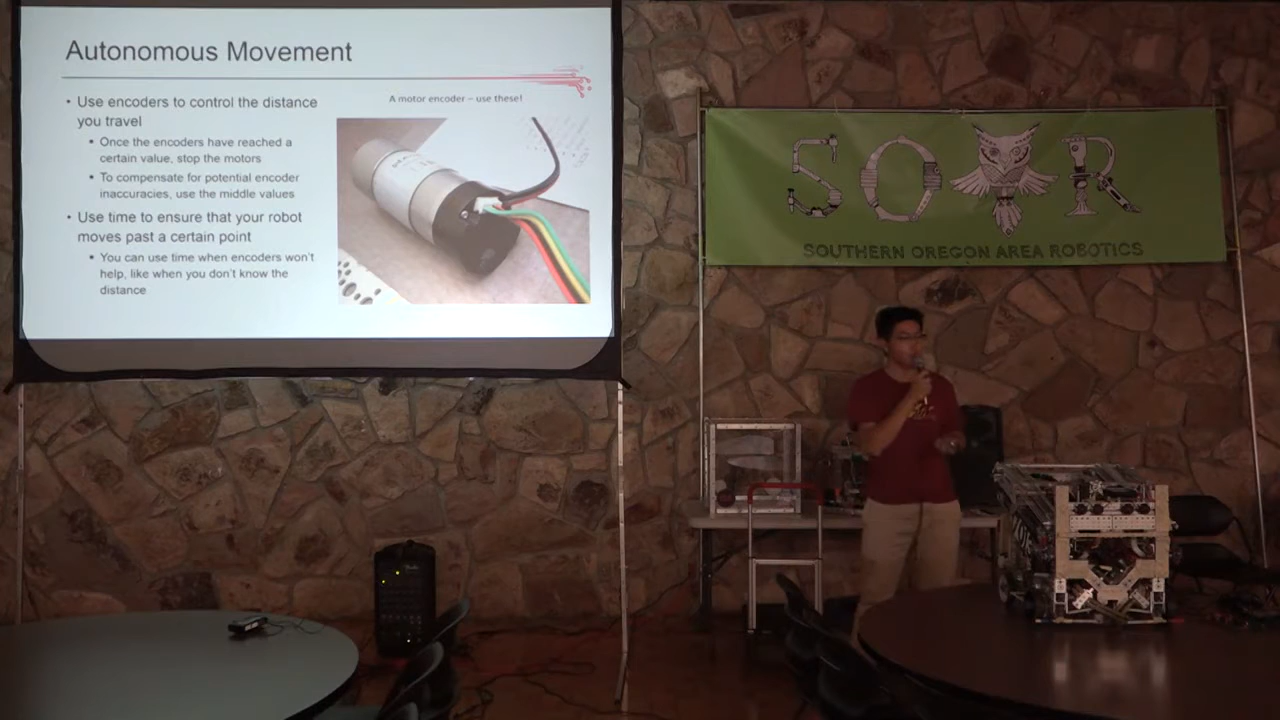 Autonomous Movement
• Use encoders to control the distance
you travel
• Once the encoders have reached a
certain value, stop the motors
• To compensate for potential encoder
inaccuracies, use the middle values
• Use time to ensure that your robot
moves past a certain point
• You can use time when encoders won't
help, like when you don't know the
distance
A motor encoder – use these!
SOAR
SOUTHERN OREGON AREA ROBOTICS